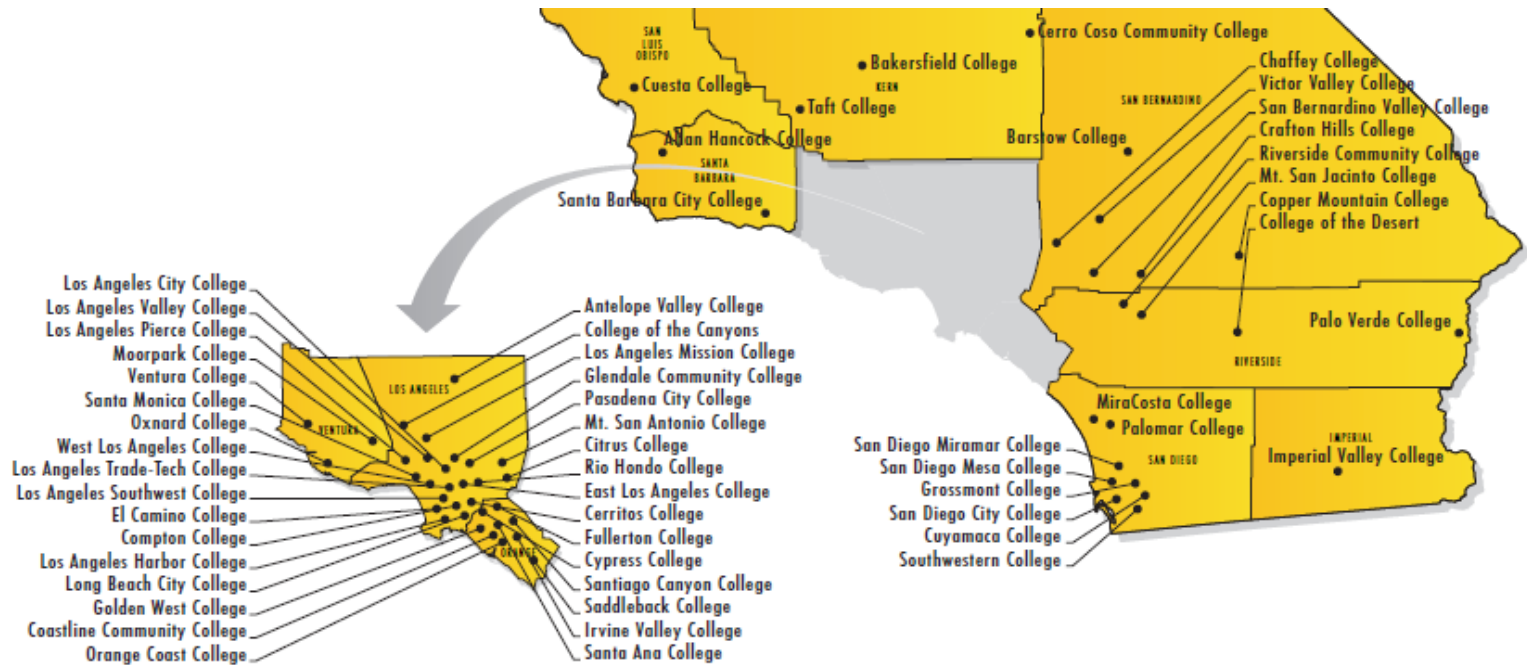 SAN
LUIS
OBISPO
Cuesta College
Cerro Coso Community College
Bakersfield College
KERN
Taft College
Allan Hancock College
SANTA
BARBARA
Santa Barbara City College
SAN BERNARDINO
Barstow College
Chaffey College
Victor Valley College
San Bernardino Valley College
Crafton Hills College
Riverside Community College
Mt. San Jacinto College
Copper Mountain College
College of the Desert
Palo Verde College
RIVERSIDE
Los Angeles City College
Los Angeles Valley College
Los Angeles Pierce College
Moorpark College
Ventura College
Santa Monica College
Oxnard College
West Los Angeles College
Los Angeles Trade-Tech College
Los Angeles Southwest College
El Camino College
Compton College
Los Angeles Harbor College
Long Beach City College
Golden West College
Coastline Community College
Orange Coast College
LOS ANGELES
VENTURA
ORANGE
Antelope Valley College
College of the Canyons
Los Angeles Mission College
Glendale Community College
Pasadena City College
Mt. San Antonio College
Citrus College
Rio Hondo College
East Los Angeles College
Cerritos College
Fullerton College
Cypress College
Santiago Canyon College
Saddleback College
Irvine Valley College
Santa Ana College
MiraCosta College
Palomar College
San Diego Miramar College
San Diego Mesa College
Grossmont College
San Diego City College
Cuyamaca College
Southwestern College
SAN DIEGO
IMPERIAL
Imperial Valley College